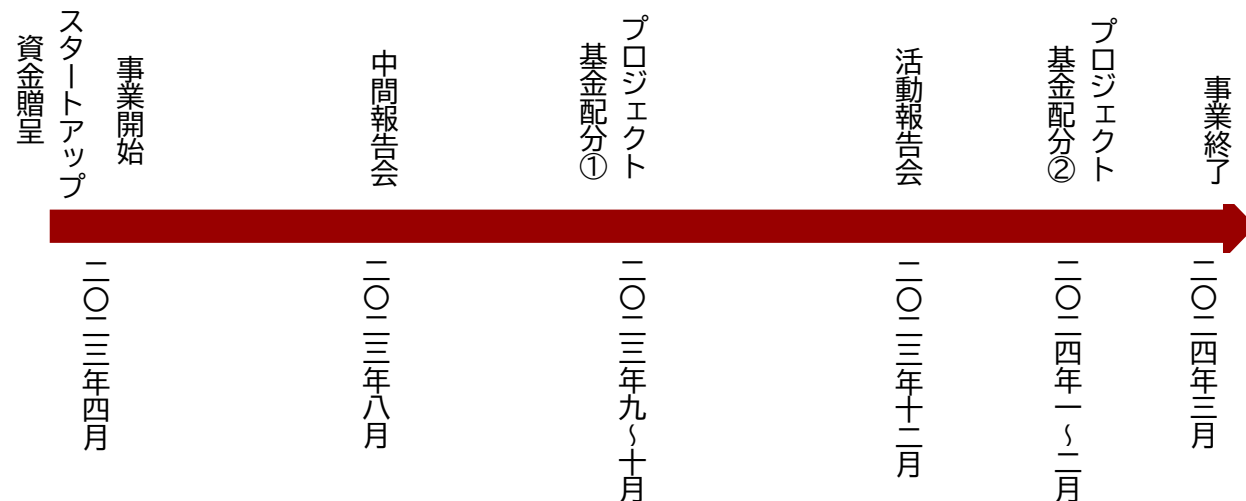 事業開始
スタートアップ
資金贈呈
二〇二三年四月
中間報告会
二〇二三年八月
プロジェクト
基金配分①
二〇二三年九～十月
活動報告会
二〇二三年十二月
プロジェクト
基金配分②
二〇二四年一～二月
事業終了
二〇二四年三月